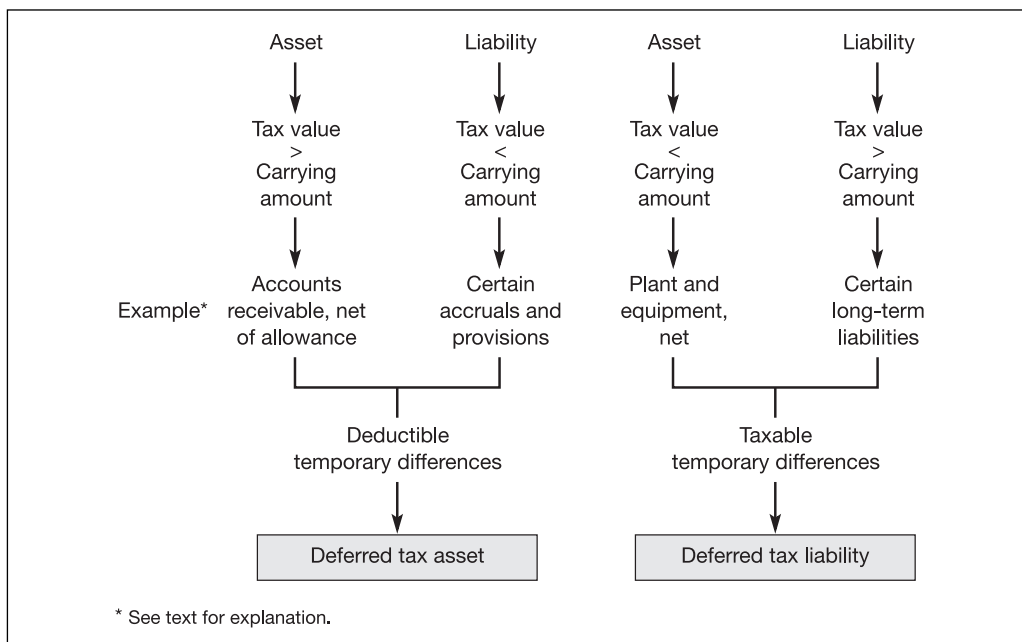 Asset
Liability
Asset
Liability
Tax value
>
Carrying
amount
Tax value
<
Carrying
amount
Tax value
<
Carrying
amount
Tax value
>
Carrying
amount
Example*
Accounts
receivable, net
of allowance
Certain
accruals and
provisions
Plant and
equipment,
net
Certain
long-term
liabilities
Deductible
temporary differences
Taxable
temporary differences
Deferred tax asset
Deferred tax liability
* See text for explanation.